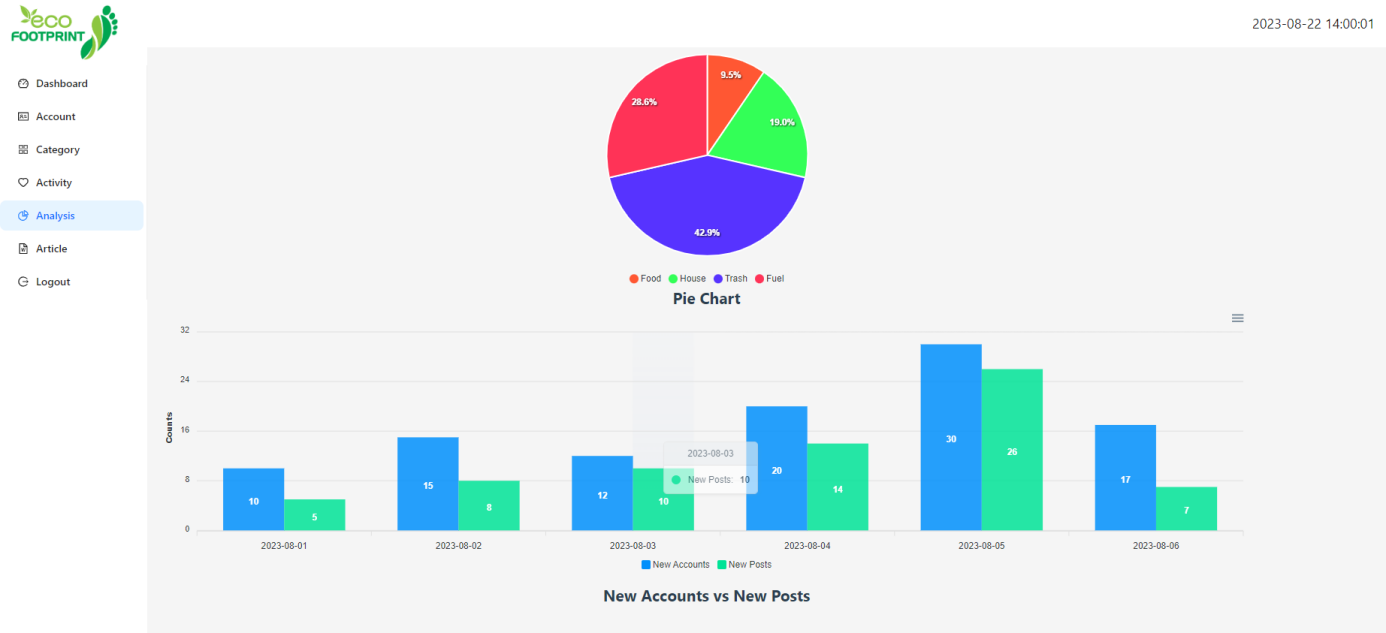 eco
FOOTPRINT
2023-08-22 14:00:01
Dashboard
Account
Category
Activity
Analysis
Article
Logout
9.5%
28.6%
19.0%
42.9%
Food House Trash Fuel
Pie Chart
32
24
16
8
0
Counts
10
5
15
8
12
10
20
14
30
26
17
7
2023-08-03
New Posts: 10
2023-08-01 2023-08-02 2023-08-03 2023-08-04 2023-08-05 2023-08-06
New Accounts New Posts
New Accounts vs New Posts